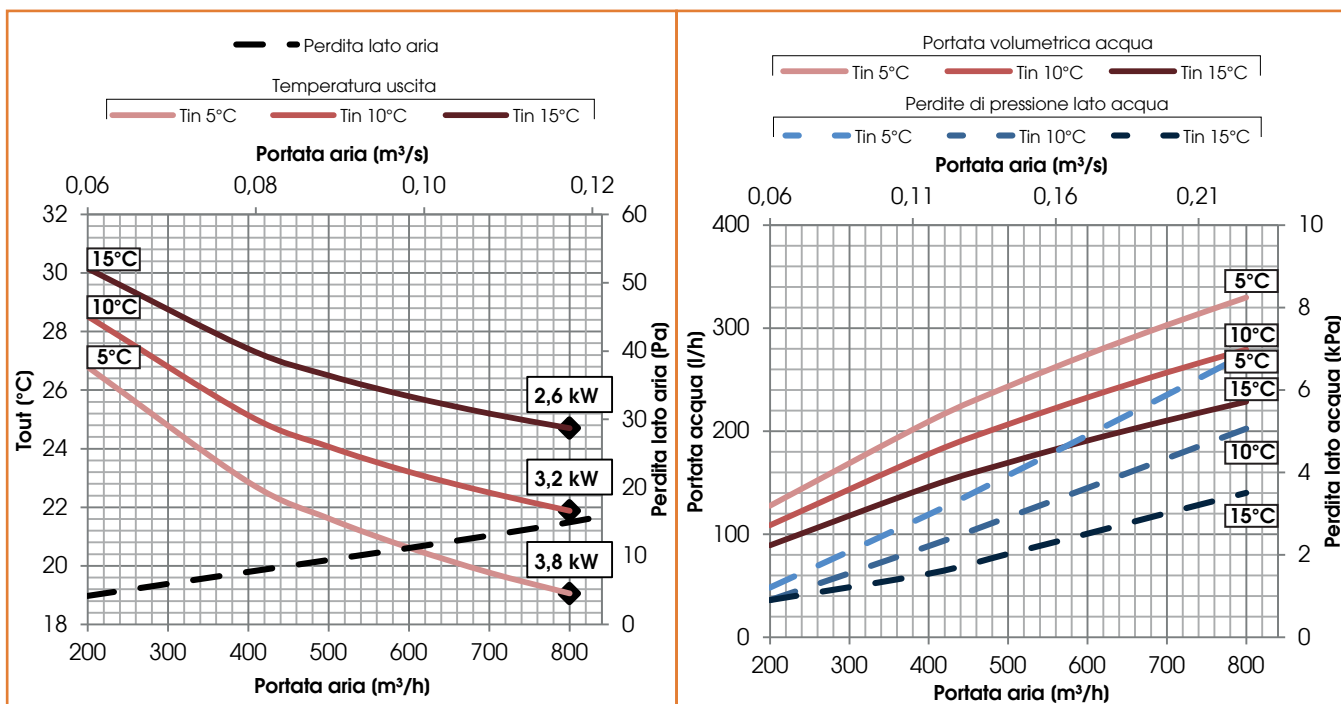 Perdita lato aria
Temperatura uscita
Tin 5°C Tin 10°C Tin 15°C
Portata aria (m³/s)
0,06 0,08 0,10 0,12
32 60
30 50
28 40
26 30
24 20
22 10
20 0
18
15°C
10°C
5°C
2,6 kW
3,2 kW
3,8 kW
Tout (°C)
Perdita lato aria (Pa)
200 300 400 500 600 700 800
Portata aria (m³/h)
Portata volumetrica acqua
Tin 5°C Tin 10°C Tin 15°C
Perdite di pressione lato acqua
Tin 5°C Tin 10°C Tin 15°C
Portata aria (m³/s)
0,06 0,11 0,16 0,21
400 10
300 8
200 6
100 4
0 2
0
5°C
10°C
5°C
15°C
10°C
15°C
Portata acqua (l/h)
Perdita lato acqua (kPa)
200 300 400 500 600 700 800
Portata aria (m³/h)